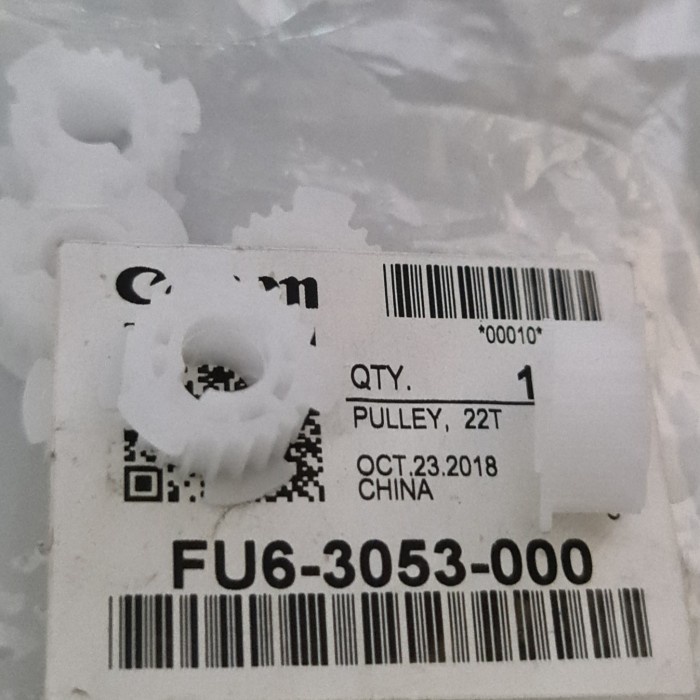 *00010*
QTY. 1
PULLEY, 22T
OCT.23.2018
CHINA
FU6-3053-000